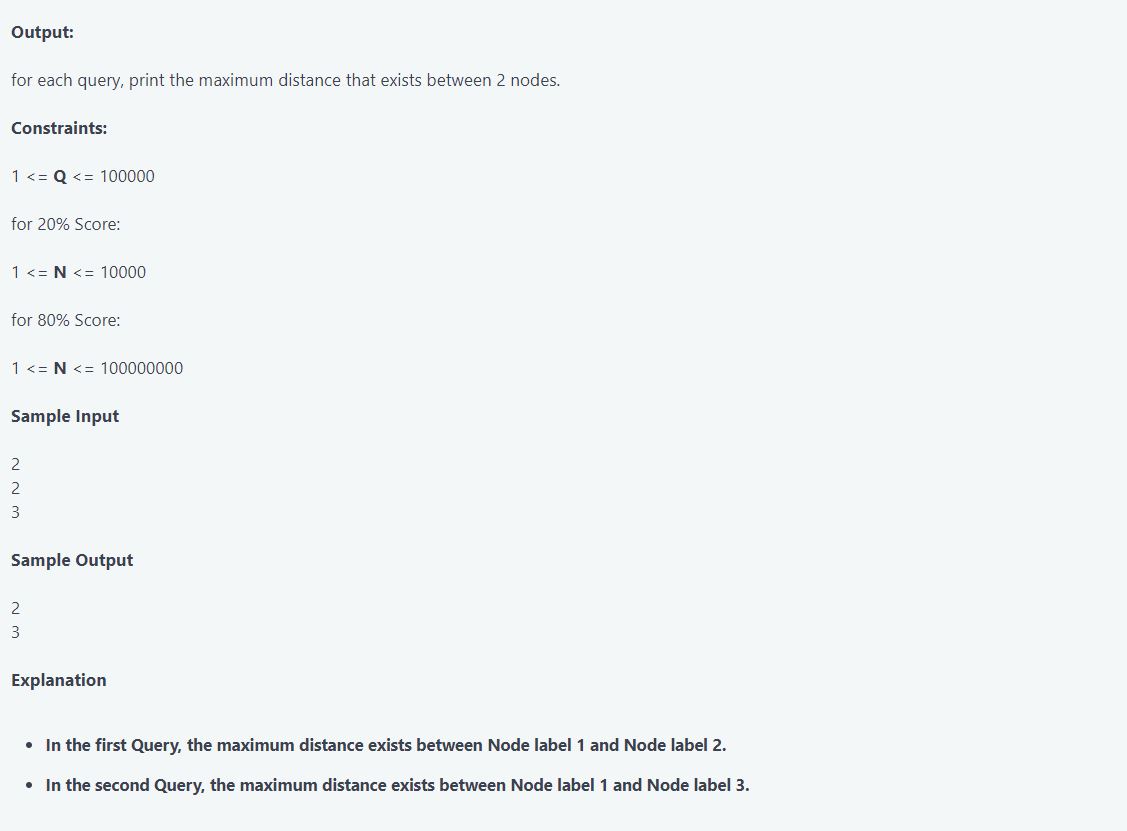 Output:
for each query, print the maximum distance that exists between 2 nodes.
Constraints:
1 <= Q <= 100000
for 20% Score:
1 <= N <= 10000
for 80% Score:
1 <= N <= 100000000
Sample Input
2
2
3
Sample Output
2
3
Explanation
• In the first Query, the maximum distance exists between Node label 1 and Node label 2.
• In the second Query, the maximum distance exists between Node label 1 and Node label 3.